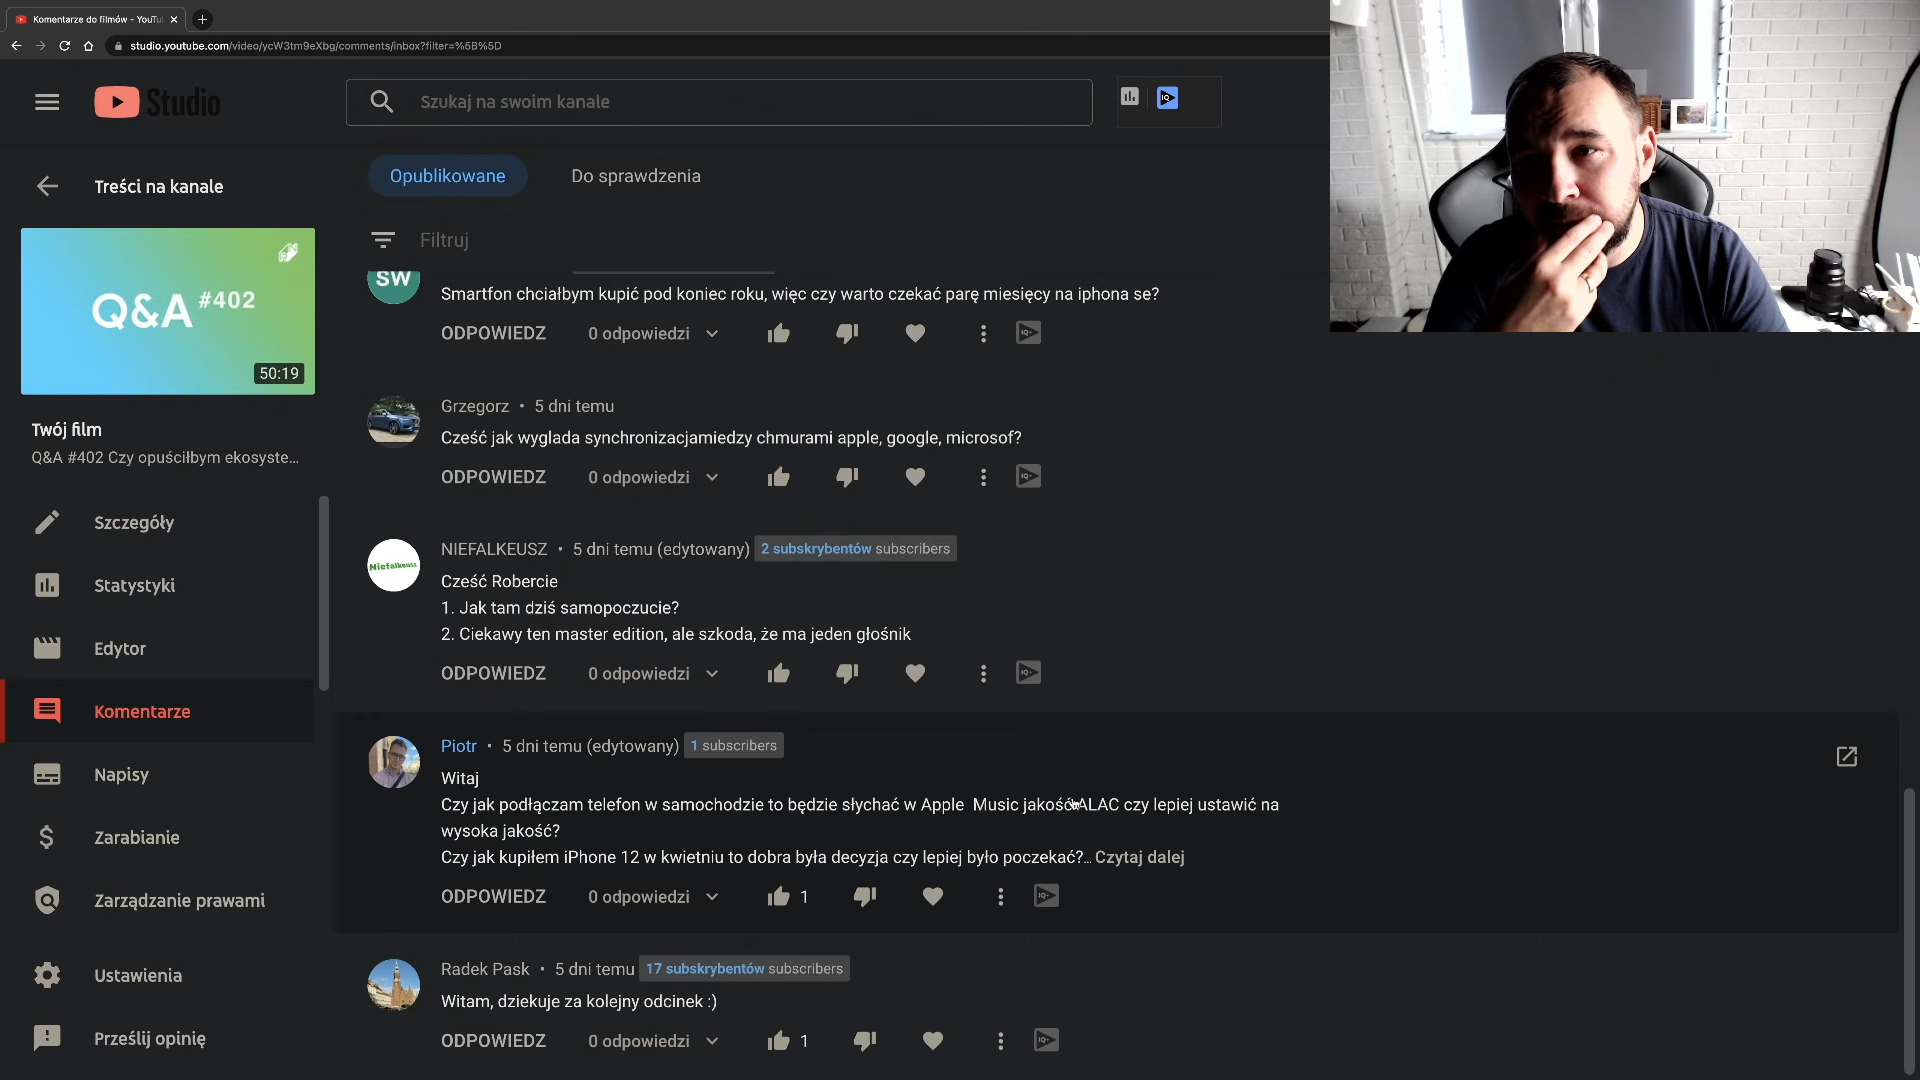 Komentarze do filmów - YouTu
studio.youtube.com/video/ycW3tm9eXbg/comments/inbox?filter=%5B%5D
Studio
Szukaj na swoim kanale
IQ
Treści na kanale
Opublikowane
Do sprawdzenia
Filtruj
Q&A #402
50:19
Twój film
Q&A #402 Czy opuściłbym ekosyste...
Szczegóły
Statystyki
Edytor
Komentarze
Napisy
Zarabianie
Zarządzanie prawami
Ustawienia
Prześlij opinię
SW
Smartfon chciałbym kupić pod koniec roku, więc czy warto czekać parę miesięcy na iphona se?
ODPOWIEDZ 0 odpowiedzi
Grzegorz • 5 dni temu
Cześć jak wyglada synchronizacjamiedzy chmurami apple, google, microsof?
ODPOWIEDZ 0 odpowiedzi
Niefalkeusz
NIEFALKEUSZ • 5 dni temu (edytowany) 2 subskrybentów subscribers
Cześć Robercie
1. Jak tam dziś samopoczucie?
2. Ciekawy ten master edition, ale szkoda, że ma jeden głośnik
ODPOWIEDZ 0 odpowiedzi
Piotr • 5 dni temu (edytowany) 1 subscribers
Witaj
Czy jak podłączam telefon w samochodzie to będzie słychać w Apple Music jakość ALAC czy lepiej ustawić na
wysoka jakość?
Czy jak kupiłem iPhone 12 w kwietniu to dobra była decyzja czy lepiej było poczekać?... Czytaj dalej
ODPOWIEDZ 0 odpowiedzi 1
Radek Pask • 5 dni temu 17 subskrybentów subscribers
Witam, dziekuje za kolejny odcinek :)
ODPOWIEDZ 0 odpowiedzi 1